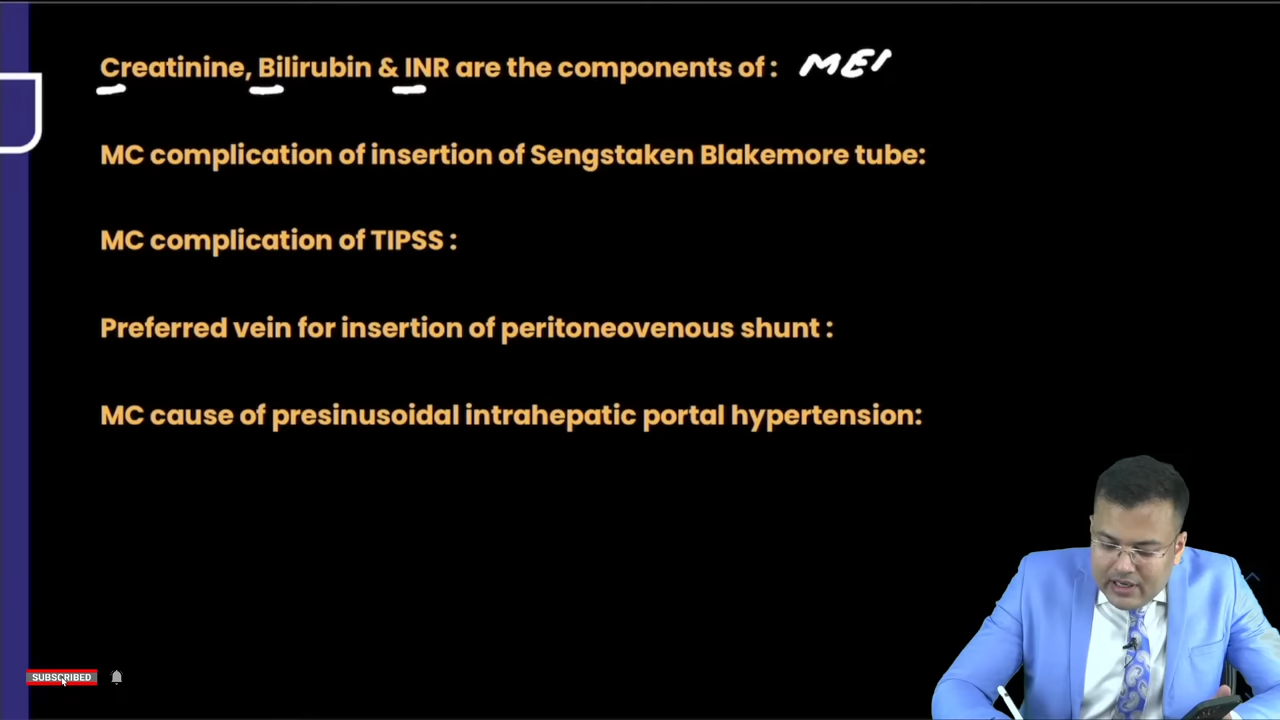 Creatinine, Bilirubin & INR are the components of : MEI
MC complication of insertion of Sengstaken Blakemore tube:
MC complication of TIPSS :
Preferred vein for insertion of peritoneovenous shunt :
MC cause of presinusoidal intrahepatic portal hypertension:
SUBSCRIBED